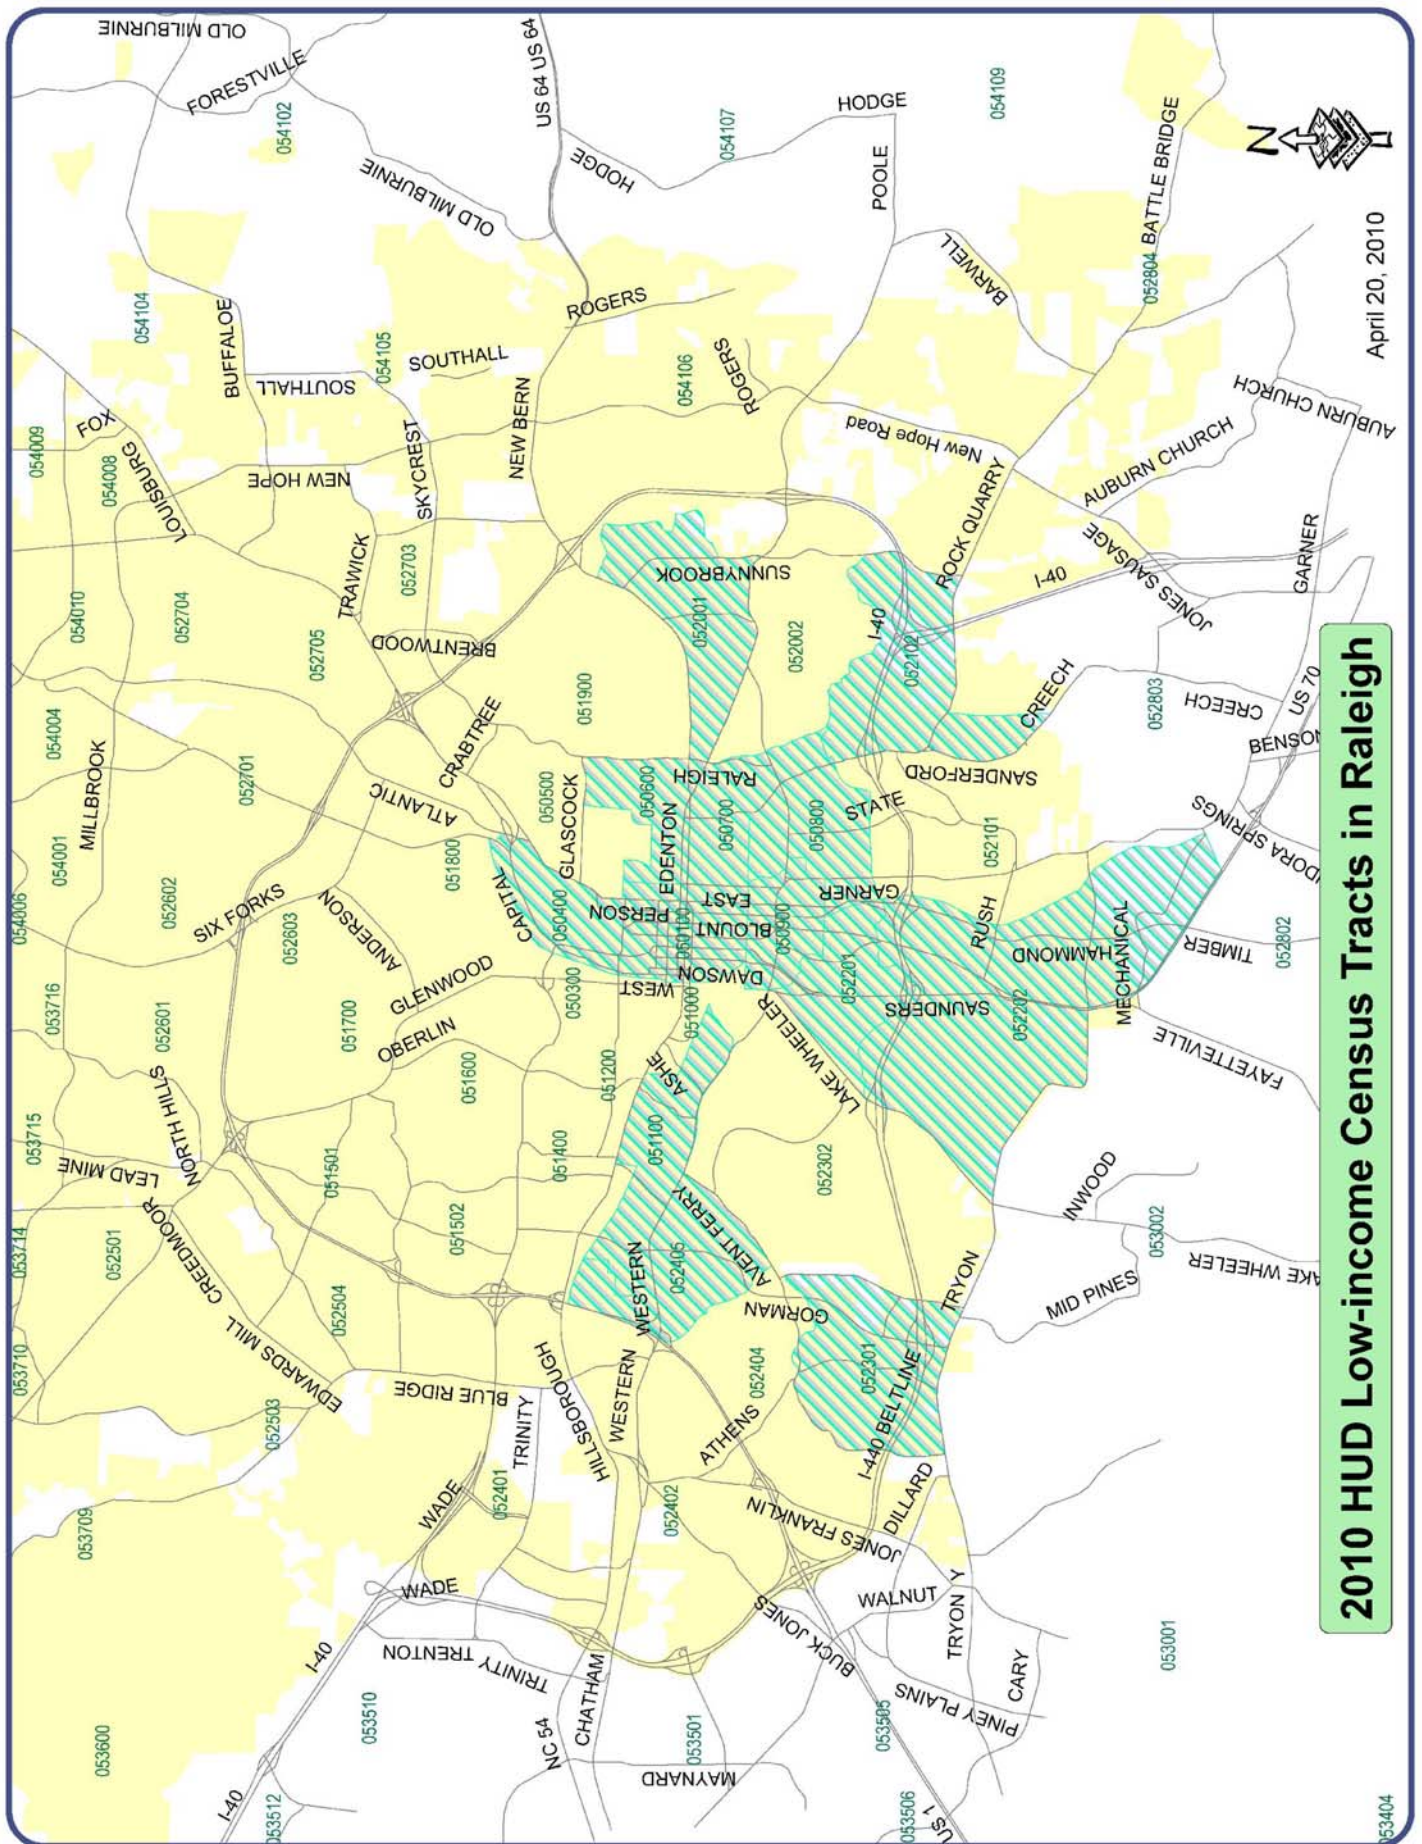 2010 HUD Low-income Census Tracts in Raleigh
April 20, 2010
N
OLD MILBURNIE
FORESTVILLE
054102
US 64 US 64
HODGE
054109
054107
OLD MILBURNIE
HODGE
POOLE
BATTLE BRIDGE
054104
BUFFALOE
054105
SOUTHALL
SOUTHALL
ROGERS
BARWELL
052804
054009
FOX
054008
LOUISBURG
NEW HOPE
SKYCREST
NEW BERN
054106
ROGERS
New Hope Road
AUBURN CHURCH
AUBURN CHURCH
ROCK QUARRY
TRAWICK
052703
SUNNYBROOK
JONES SAUSAGE
I-40
GARNER
054010
052704
052705
BRENTWOOD
052001
052002
I-40
052102
CREECH
052803
CREECH
US 70
054004
MILLBROOK
052701
CRABTREE
051900
SANDERFORD
054001
ATLANTIC
050500
GLASCOCK
050600
RALEIGH
EDENTON
050700
050800
STATE
052101
SPRINGS
054006
052602
SIX FORKS
051800
CAPITAL
050400
PERSON
EAST
BLOUNT
050100
050900
GARNER
RUSH
HAMMOND
MECHANICAL
TIMBER
052802
052603
ANDERSON
GLENWOOD
050300
WEST
DAWSON
051000
LAKE WHEELER
052201
SAUNDERS
052202
FAYETTEVILLE
053716
052601
051700
OBERLIN
051600
051200
ASHE
053715
NORTH HILLS
LEAD MINE
051501
051400
051100
052302
INWOOD
053714
052501
CREEDMOOR
051502
AVENT FERRY
WESTERN
052405
TRYON
053002
MID PINES
053710
EDWARDS MILL
052504
BLUE RIDGE
HILLSBOROUGH
WESTERN
GORMAN
052404
052301
052503
TRINITY
ATHENS
I-440 BELTLINE
053709
WADE
052401
052402
JONES FRANKLIN
DILLARD
WADE
WALNUT
BUCK JONES
TRYON
I-40
TRENTON
TRINITY
CHATHAM
NC 54
PINEY PLAINS
CARY
053001
053600
053510
053501
053505
MAYNARD
I-40
053506
US 1